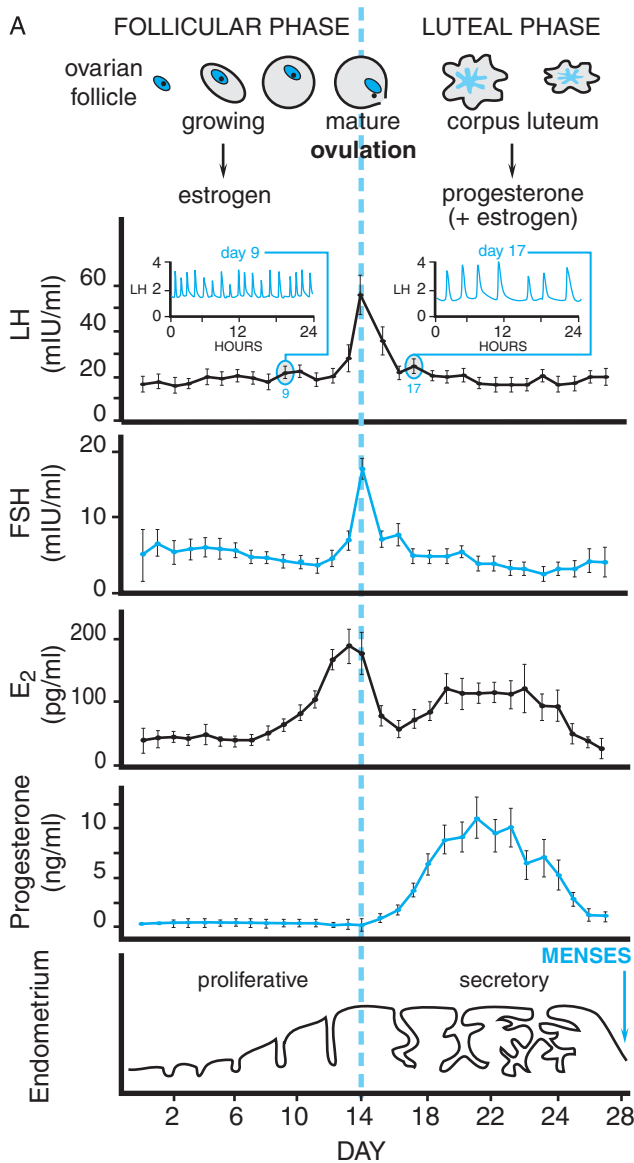 A
FOLLICULAR PHASE
LUTEAL PHASE
ovarian
follicle
growing
mature
ovulation
corpus luteum
estrogen
progesterone
(+ estrogen)
LH
(mIU/ml)
60
50
40
20
20
0
day 9
4
LH 2
0
0 12 24
HOURS
day 17
4
LH 2
0
0 12 24
HOURS
9
17
FSH
(mIU/ml)
20
10
0
E2
(pg/ml)
200
100
0
Progesterone
(ng/ml)
10
5
0
Endometrium
proliferative
secretory
MENSES
2 6 10 14 18 22 24 28
DAY